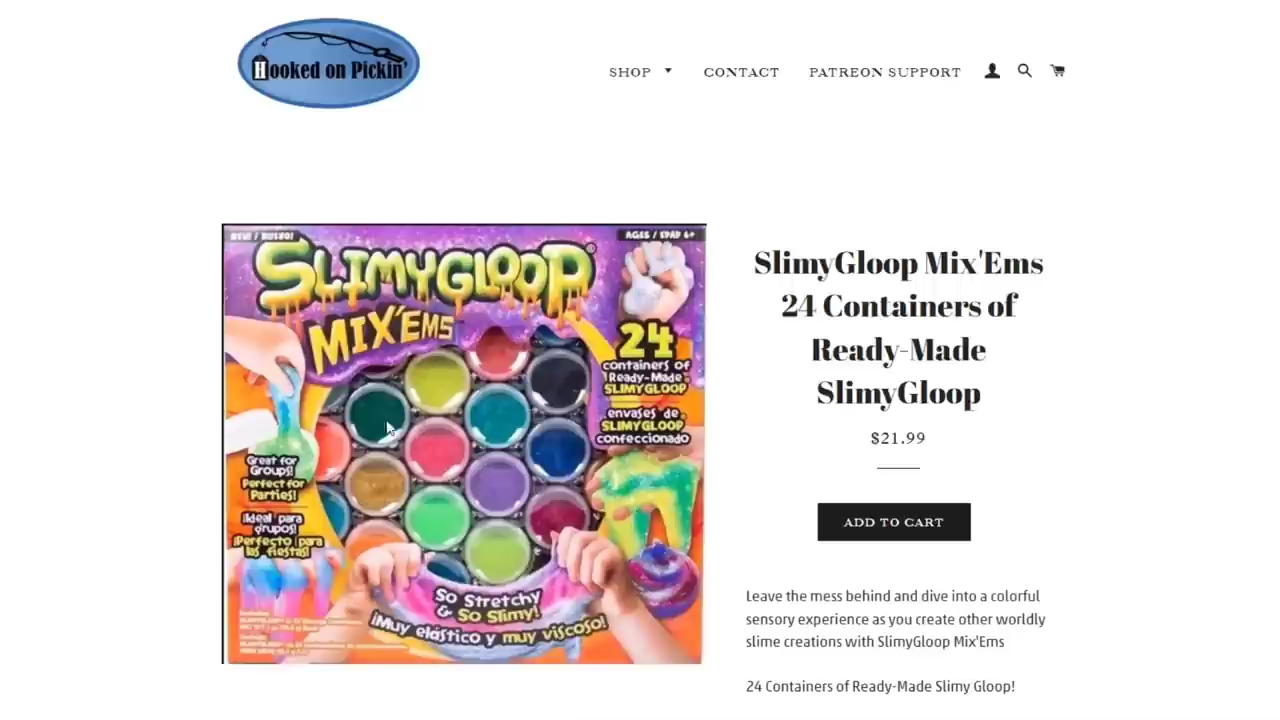 Hooked on Pickin'
SHOP
CONTACT
PATREON SUPPORT
NEW! / NUEVO!
AGES / EDAD 6+
SLIMYGLOOP®
MIX'EMS
24
containers of
Ready-Made
SLIMYGLOOP
envases de
SLIMYGLOOP
confeccionado
Great for
Groups!
Perfect for
Parties!
¡Ideal para
grupos!
¡Perfecto para
las fiestas!
So Stretchy
& So Slimy!
¡Muy elástico y muy viscoso!
SlimyGloop Mix'Ems
24 Containers of
Ready-Made
SlimyGloop
$21.99
ADD TO CART
Leave the mess behind and dive into a colorful
sensory experience as you create other worldly
slime creations with SlimyGloop Mix'Ems
24 Containers of Ready-Made Slimy Gloop!